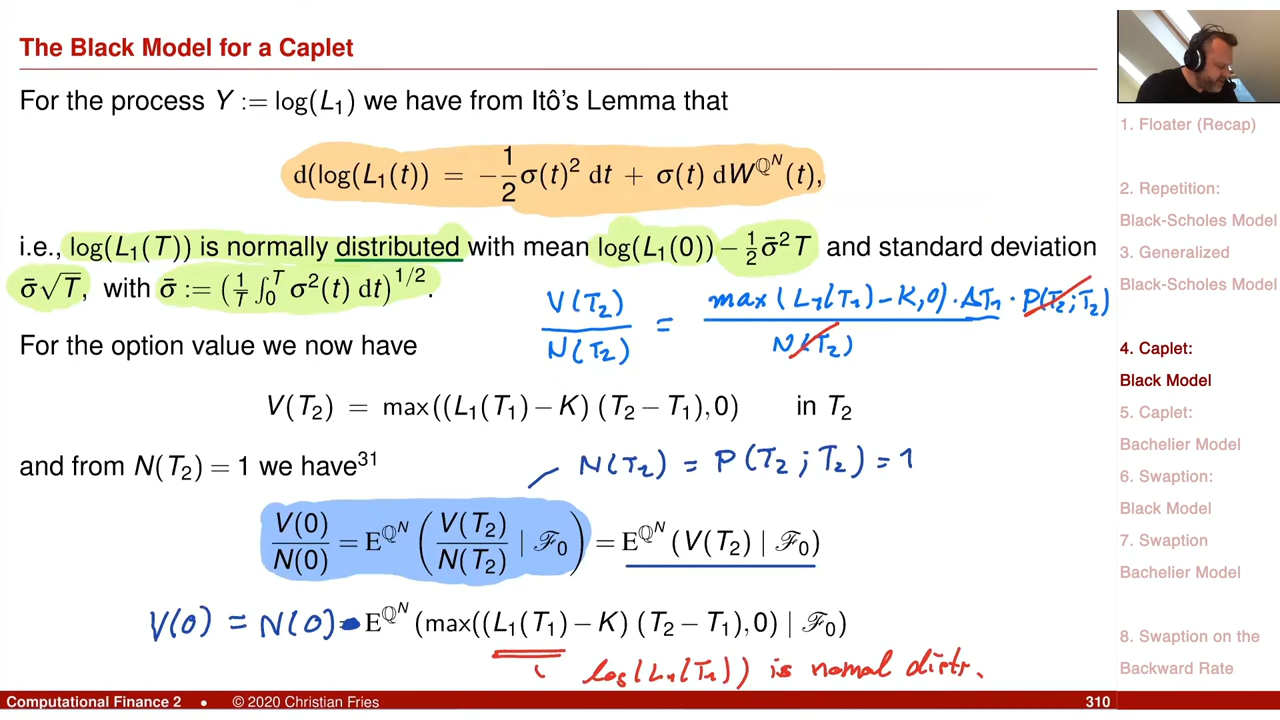 The Black Model for a Caplet
For the process Y := log(L₁) we have from Itô's Lemma that
d(log(L₁(t)) = −1/2 σ(t)² dt + σ(t) dW^{ℚ^N}(t),
i.e., log(L₁(T)) is normally distributed with mean log(L₁(0)) − 1/2 σ̄²T and standard deviation
σ̄√T, with σ̄ := (1/T ∫₀ᵀ σ²(t) dt)^{1/2}.
V(T₂)/N(T₂) = max(L₁(T₁)−K,0)·ΔT₁·P(T₂;T₂)/N(T₂)
For the option value we now have
V(T₂) = max((L₁(T₁)−K)(T₂−T₁),0) in T₂
and from N(T₂) = 1 we have³¹
N(T₂) = P(T₂;T₂) = 1
V(0)/N(0) = E^{ℚ^N}(V(T₂)/N(T₂) | ℱ₀) = E^{ℚ^N}(V(T₂) | ℱ₀)
V(0) = N(0)·E^{ℚ^N}(max((L₁(T₁)−K)(T₂−T₁),0) | ℱ₀)
log(L₁(T₁)) is normal distr.
1. Floater (Recap)
2. Repetition:
Black-Scholes Model
3. Generalized
Black-Scholes Model
4. Caplet:
Black Model
5. Caplet:
Bachelier Model
6. Swaption:
Black Model
7. Swaption
Bachelier Model
8. Swaption on the
Backward Rate
Computational Finance 2 • © 2020 Christian Fries 310